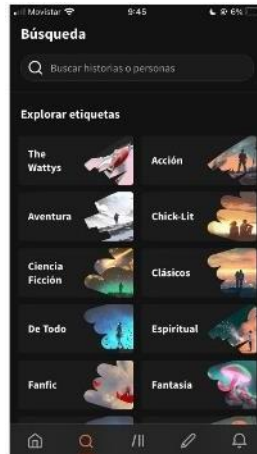 Movistar 9:45 6%
Búsqueda
Buscar historias o personas
Explorar etiquetas
The
Wattys
Acción
Aventura
Chick-Lit
Ciencia
Ficción
Clásicos
De Todo
Espiritual
Fanfic
Fantasía